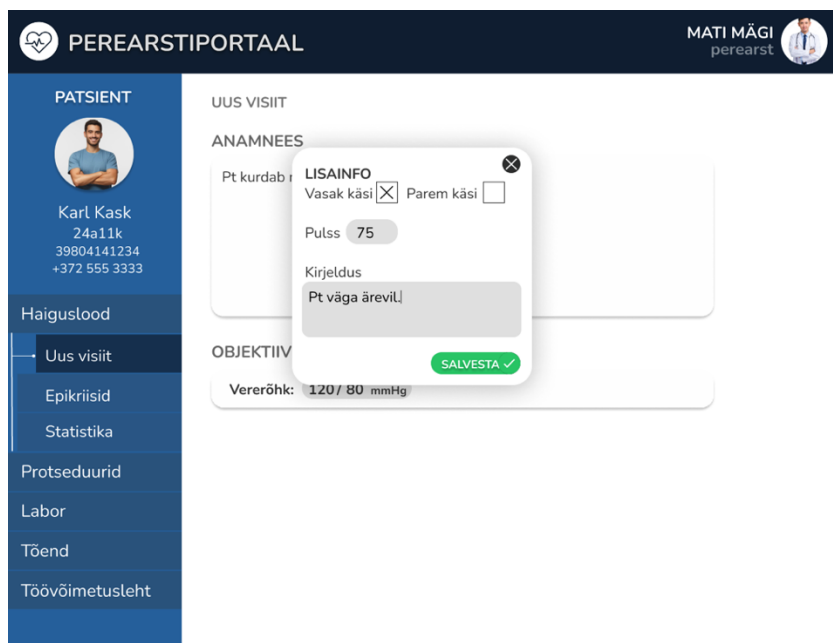 PEREARSTIPORTAAL
MATI MÄGI
perearst
PATSIENT
Karl Kask
24a11k
39804141234
+372 555 3333
Haiguslood
Uus visiit
Epikriisid
Statistika
Protseduurid
Labor
Tõend
Töövõimetusleht
UUS VISIIT
ANAMNEES
Pt kurdab
LISAINFO
Vasak käsi Parem käsi
Pulss 75
Kirjeldus
Pt väga ärevil.
SALVESTA
OBJEKTIIV
Vererõhk: 120 / 80 mmHg